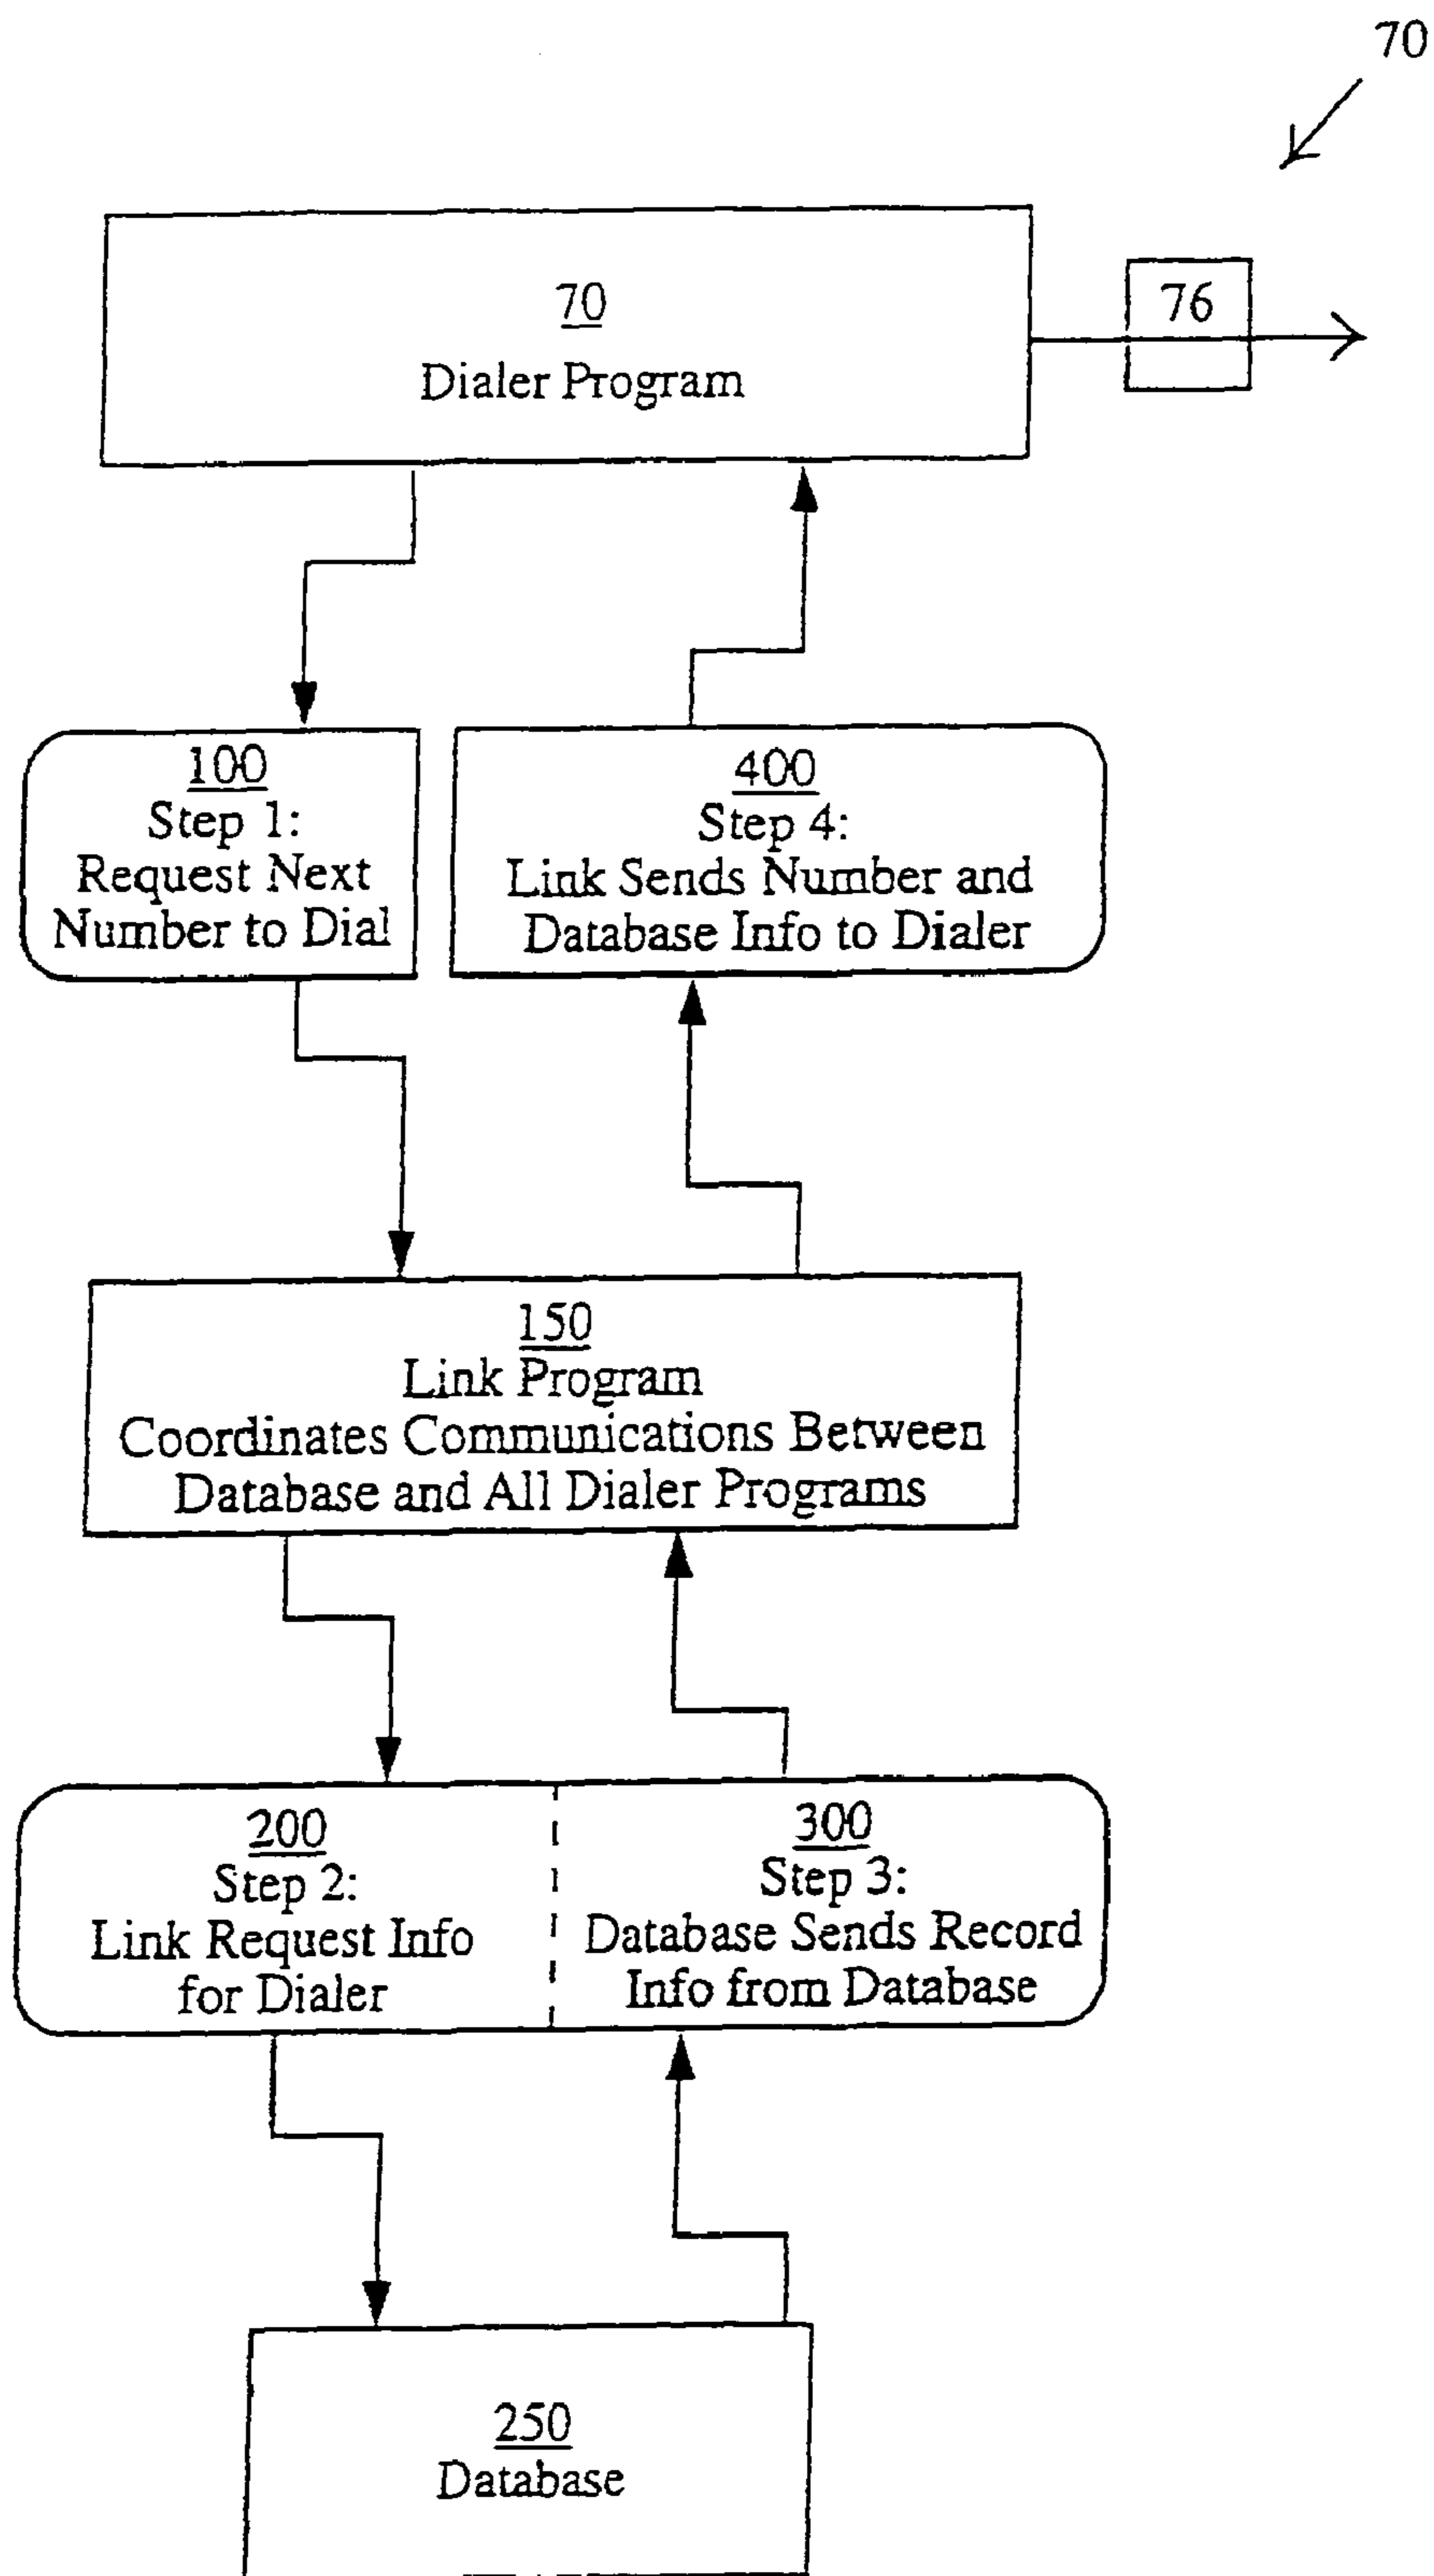 70
70
Dialer Program
76
100
Step 1:
Request Next
Number to Dial
400
Step 4:
Link Sends Number and
Database Info to Dialer
150
Link Program
Coordinates Communications Between
Database and All Dialer Programs
200
Step 2:
Link Request Info
for Dialer
300
Step 3:
Database Sends Record
Info from Database
250
Database